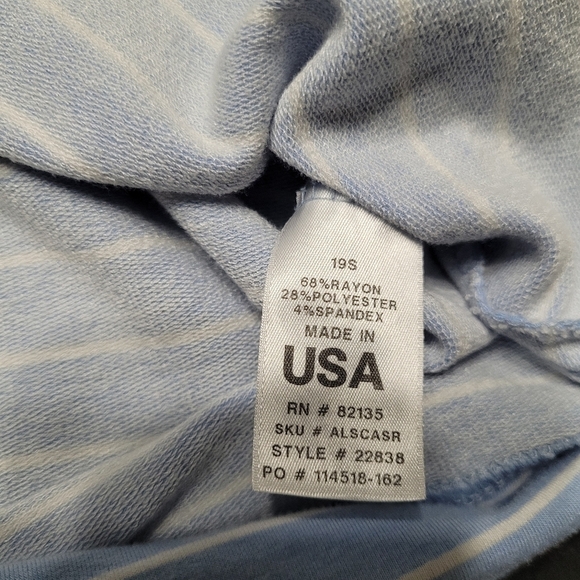 19S
68%RAYON
28%POLYESTER
4%SPANDEX
MADE IN
USA
RN # 82135
SKU # ALSCASR
STYLE # 22838
PO # 114518-162